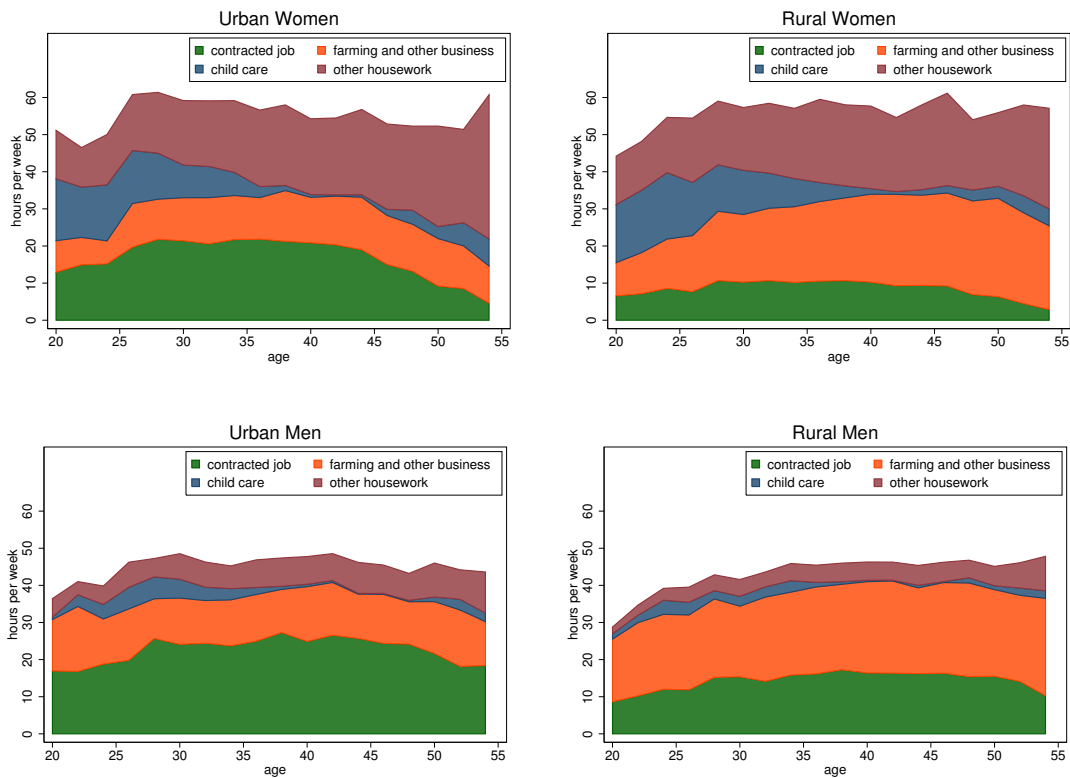 Urban Women
contracted job farming and other business
child care other housework
hours per week
0 10 20 30 40 50 60
20 25 30 35 40 45 50 55
age
Rural Women
contracted job farming and other business
child care other housework
hours per week
0 10 20 30 40 50 60
20 25 30 35 40 45 50 55
age
Urban Men
contracted job farming and other business
child care other housework
hours per week
0 10 20 30 40 50 60
20 25 30 35 40 45 50 55
age
Rural Men
contracted job farming and other business
child care other housework
hours per week
0 10 20 30 40 50 60
20 25 30 35 40 45 50 55
age